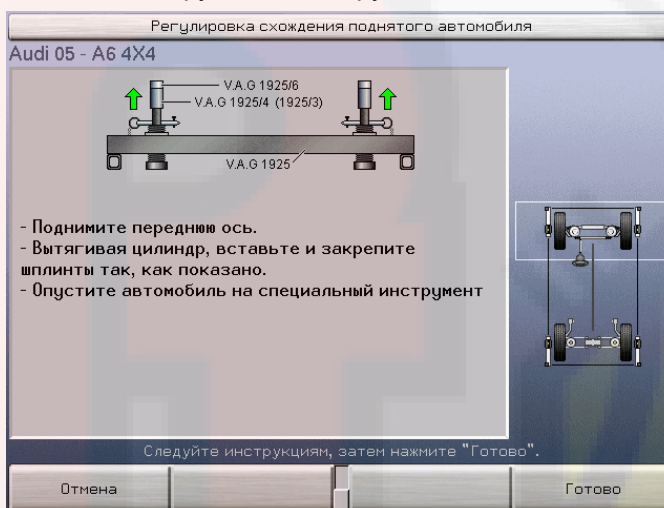 Регулировка схождения поднятого автомобиля
Audi 05 - A6 4X4
V.A.G 1925/6
V.A.G 1925/4 (1925/3)
V.A.G 1925
- Поднимите переднюю ось.
- Вытягивая цилиндр, вставьте и закрепите
шплинты так, как показано.
- Опустите автомобиль на специальный инструмент
Следуйте инструкциям, затем нажмите "Готово".
Отмена
Готово